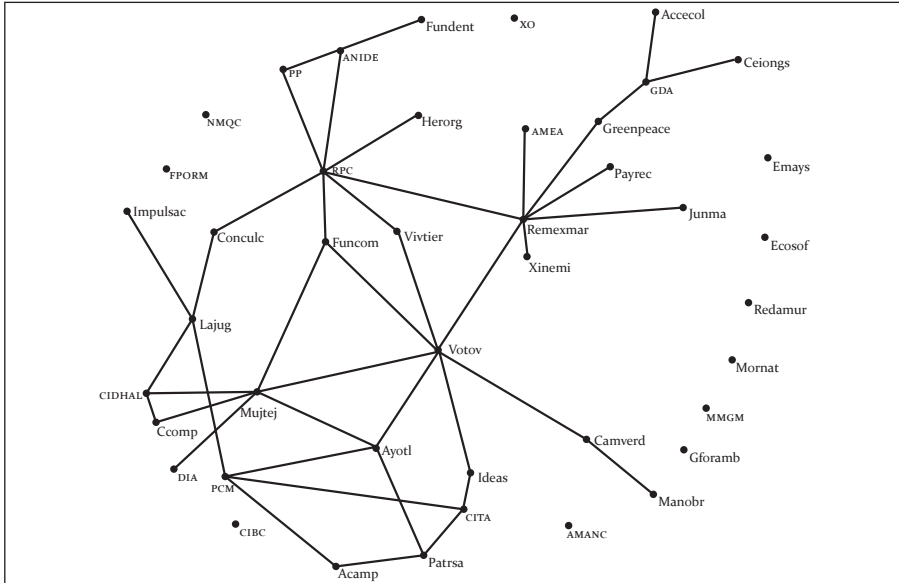 Accecol
Fundent
XO
ANIDE
Ceiongs
PP
GDA
NMQC
Herorg
AMEA
Greenpeace
Emays
FPORM
RPC
Payrec
Impulsac
Junma
Conculc
Funcom
Vivtier
Remexmar
Ecosof
Xinemi
Redamur
Lajug
Votov
Mornat
CIDHAL
Mujtej
MMGM
Ccomp
Camverd
Ayotl
Gforamb
DIA
PCM
Ideas
Manobr
CITA
CIBC
AMANC
Patrsa
Acamp